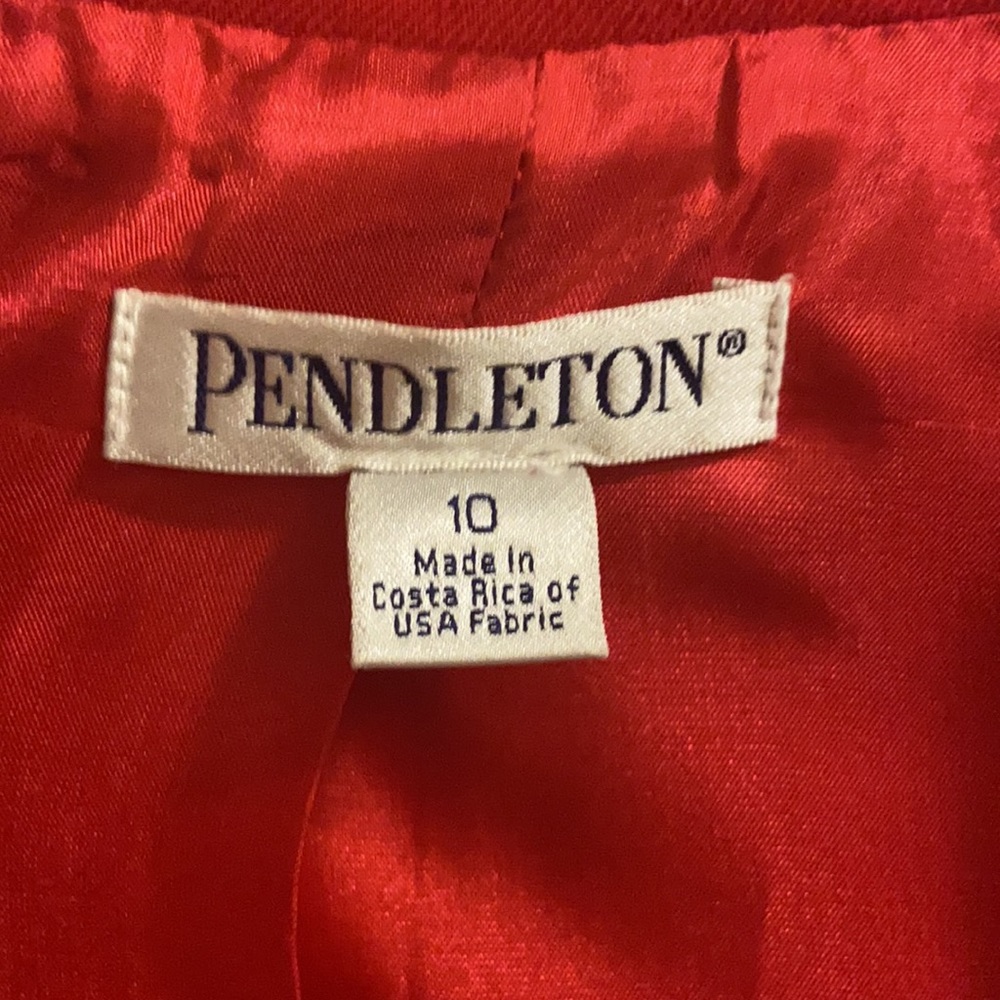 PENDLETON®
10
Made In
Costa Rica of
USA Fabric